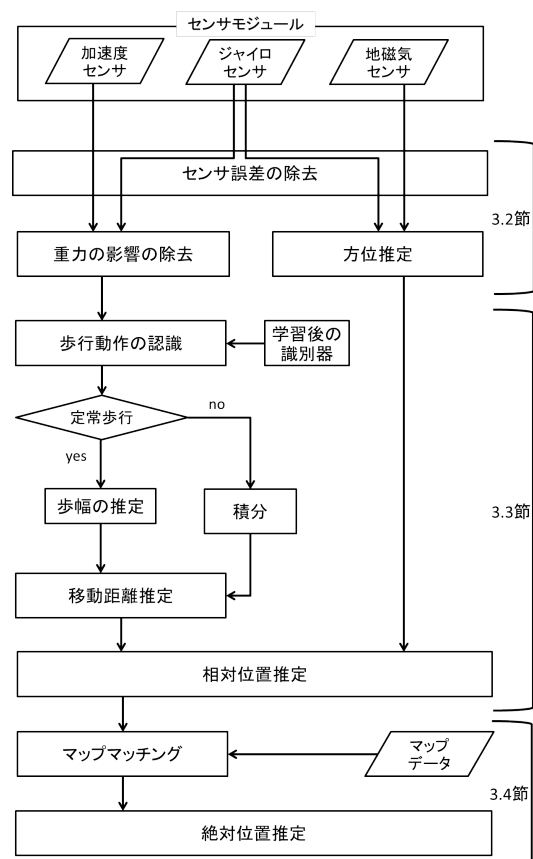 センサモジュール
加速度
センサ
ジャイロ
センサ
地磁気
センサ
センサ誤差の除去
3.2節
重力の影響の除去
方位推定
歩行動作の認識
学習後の
識別器
定常歩行
no
yes
歩幅の推定
積分
3.3節
移動距離推定
相対位置推定
マップマッチング
マップ
データ
3.4節
絶対位置推定